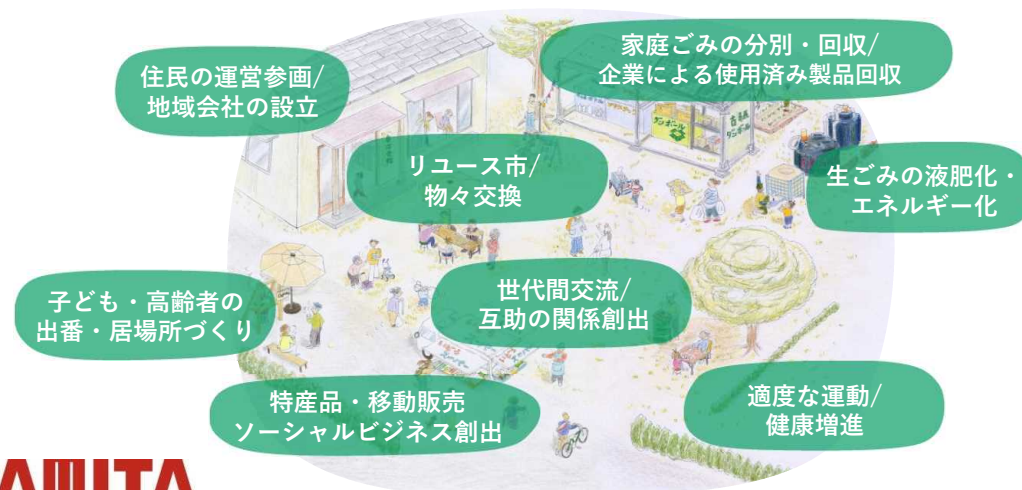 家庭ごみの分別・回収/
企業による使用済み製品回収
住民の運営参画/
地域会社の設立
リユース市/
物々交換
生ごみの液肥化・
エネルギー化
子ども・高齢者の
出番・居場所づくり
世代間交流/
互助の関係創出
特産品・移動販売
ソーシャルビジネス創出
適度な運動/
健康増進
ダンボール
AMITA